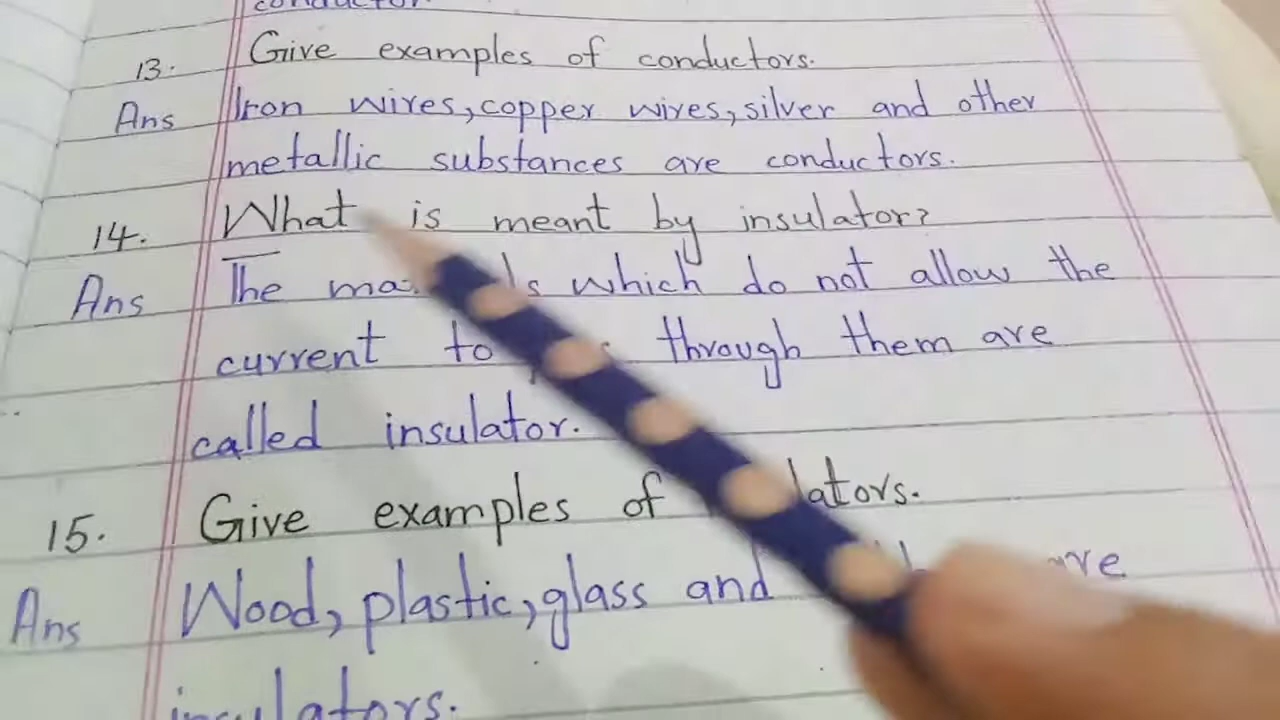 conductor.
13. Give examples of conductors.
Ans Iron wires, copper wires, silver and other
metallic substances are conductors.
14. What is meant by insulator?
Ans The which do not allow the
current to through them are
called insulator.
15. Give examples of
Ans Wood, plastic, glass and are
insulators.